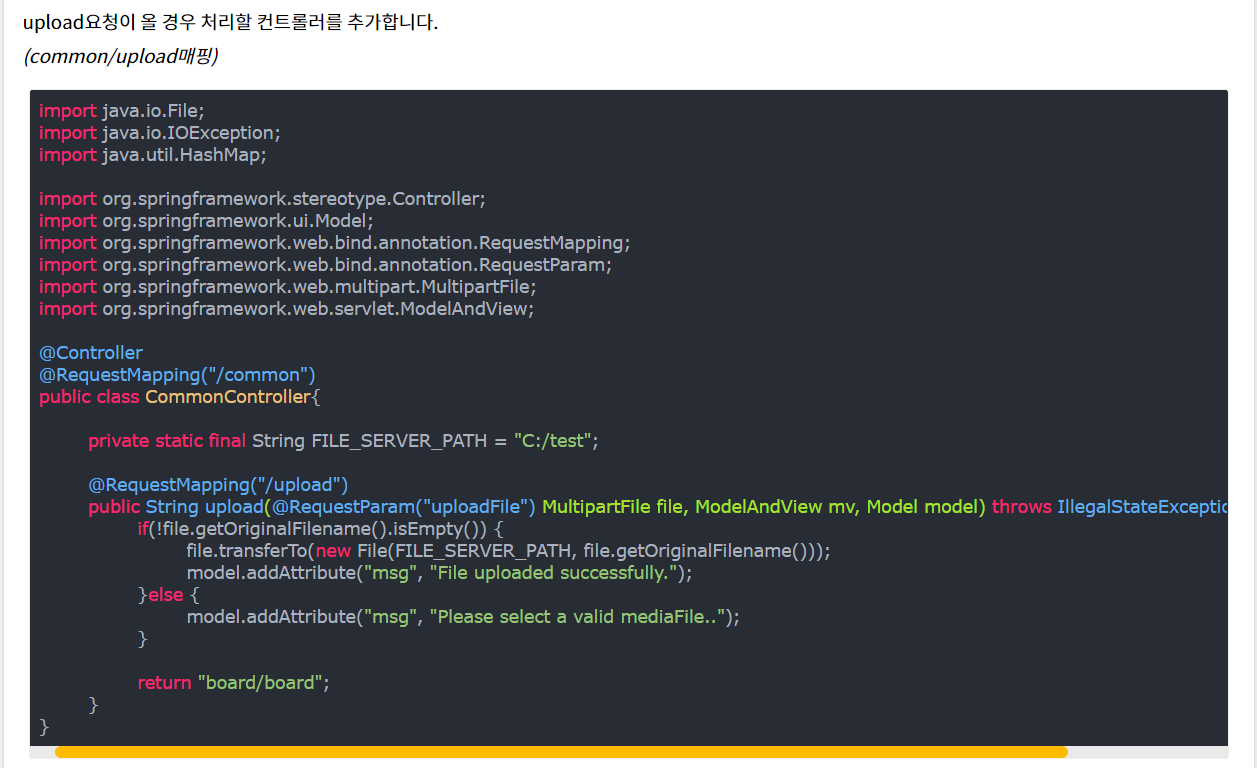 upload요청이 올 경우 처리할 컨트롤러를 추가합니다.
(common/upload매핑)
import java.io.File;
import java.io.IOException;
import java.util.HashMap;
import org.springframework.stereotype.Controller;
import org.springframework.ui.Model;
import org.springframework.web.bind.annotation.RequestMapping;
import org.springframework.web.bind.annotation.RequestParam;
import org.springframework.web.multipart.MultipartFile;
import org.springframework.web.servlet.ModelAndView;
@Controller
@RequestMapping("/common")
public class CommonController{
private static final String FILE_SERVER_PATH = "C:/test";
@RequestMapping("/upload")
public String upload(@RequestParam("uploadFile") MultipartFile file, ModelAndView mv, Model model) throws
if(!file.getOriginalFilename().isEmpty()) {
file.transferTo(new File(FILE_SERVER_PATH, file.getOriginalFilename()));
model.addAttribute("msg", "File uploaded successfully.");
}else {
model.addAttribute("msg", "Please select a valid mediaFile..");
}
return "board/board";
}
}